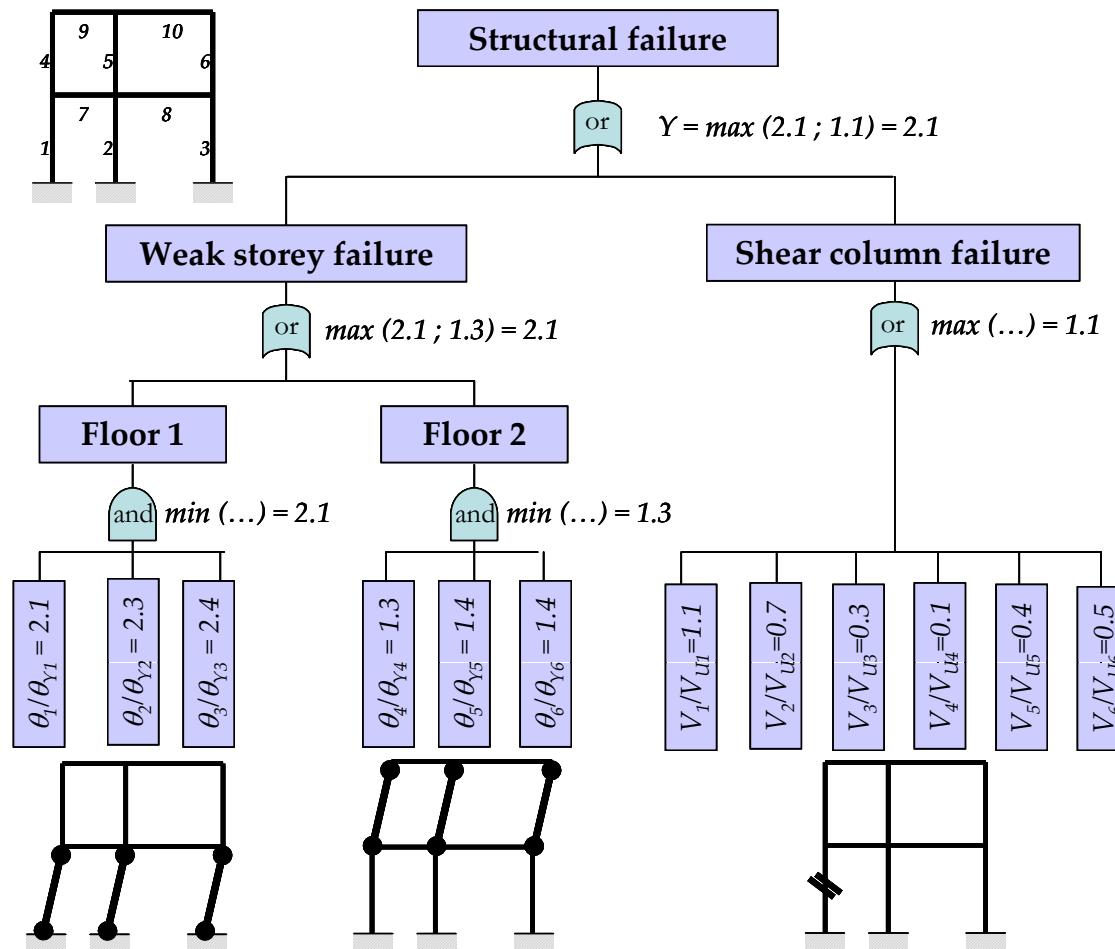 9 10
Structural failure
4 5 6
or Y = max (2.1 ; 1.1) = 2.1
7 8
1 2 3
Weak storey failure
Shear column failure
or max (2.1 ; 1.3) = 2.1
or max (…) = 1.1
Floor 1
Floor 2
and min (…) = 2.1
and min (…) = 1.3
θ1/θY1 = 2.1
θ2/θY2 = 2.3
θ3/θY3 = 2.4
θ4/θY4 = 1.3
θ5/θY5 = 1.4
θ6/θY6 = 1.4
V1/VU1=1.1
V2/VU2=0.7
V3/VU3=0.3
V4/VU4=0.1
V5/VU5=0.4
V6/VU6=0.5